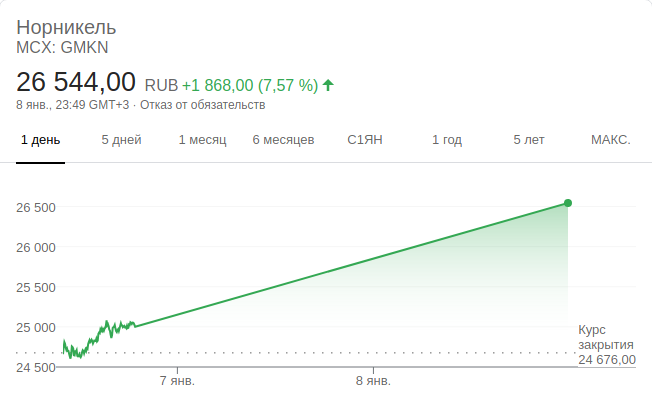 Норникель
MCX: GMKN
26 544,00 RUB +1 868,00 (7,57 %)
8 янв., 23:49 GMT+3 · Отказ от обязательств
1 день 5 дней 1 месяц 6 месяцев С1ЯН 1 год 5 лет МАКС.
26 500
26 000
25 500
25 000
24 500
Курс
закрытия
24 676,00
7 янв. 8 янв.